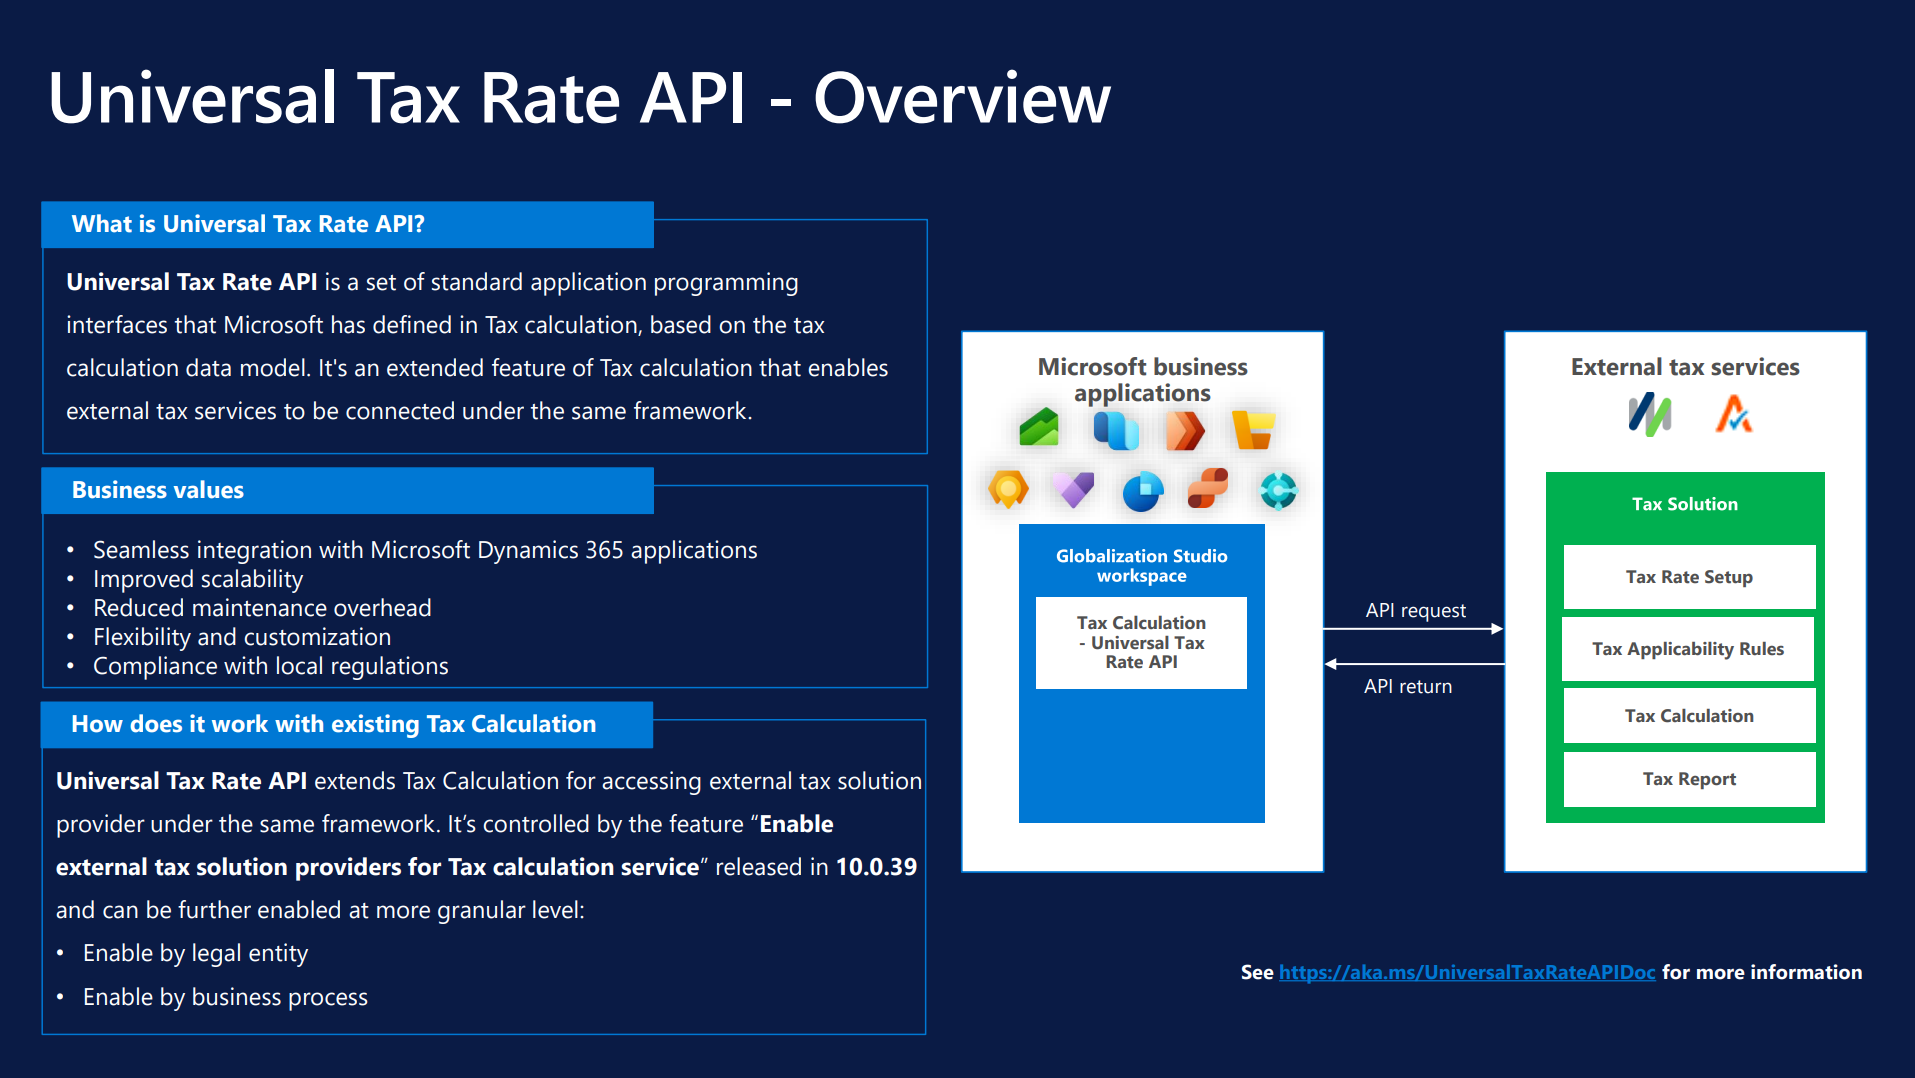 Universal Tax Rate API - Overview
What is Universal Tax Rate API?
Universal Tax Rate API is a set of standard application programming
interfaces that Microsoft has defined in Tax calculation, based on the tax
calculation data model. It's an extended feature of Tax calculation that enables
external tax services to be connected under the same framework.
Business values
• Seamless integration with Microsoft Dynamics 365 applications
• Improved scalability
• Reduced maintenance overhead
• Flexibility and customization
• Compliance with local regulations
How does it work with existing Tax Calculation
Universal Tax Rate API extends Tax Calculation for accessing external tax solution
provider under the same framework. It’s controlled by the feature “Enable
external tax solution providers for Tax calculation service” released in 10.0.39
and can be further enabled at more granular level:
• Enable by legal entity
• Enable by business process
Microsoft business
applications
Globalization Studio
workspace
Tax Calculation
- Universal Tax
Rate API
API request
API return
External tax services
Tax Solution
Tax Rate Setup
Tax Applicability Rules
Tax Calculation
Tax Report
See https://aka.ms/UniversalTaxRateAPIDoc for more information